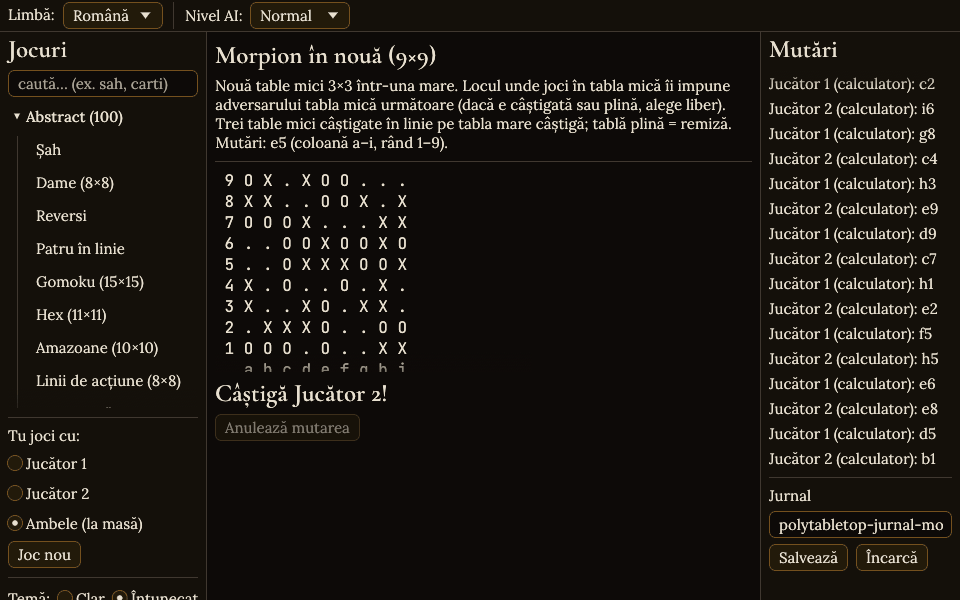 Limbă: Română Nivel AI: Normal
Jocuri
caută... (ex. sah, carti)
Abstract (100)
Șah
Dame (8×8)
Reversi
Patru în linie
Gomoku (15×15)
Hex (11×11)
Amazoane (10×10)
Linii de acțiune (8×8)
Tu joci cu:
Jucător 1
Jucător 2
Ambele (la masă)
Joc nou
Temă: Clar Întunecat
Morpion în nouă (9×9)
Nouă table mici 3×3 într-una mare. Locul unde joci în tabla mică îi impune
adversarului tabla mică următoare (dacă e câștigată sau plină, alege liber).
Trei table mici câștigate în linie pe tabla mare câștigă; tablă plină = remiză.
Mutări: e5 (coloană a–i, rând 1–9).
9 O X . X O O . . .
8 X X . . O O X . X
7 O O O X . . . X X
6 . . O O X O O X O
5 . . O X X X O O X
4 X . O . . O . X .
3 X . . X O . X X .
2 . X X X O . . O O
1 O O O . O . . X X
a b c d e f g h i
Câștigă Jucător 2!
Anulează mutarea
Mutări
Jucător 1 (calculator): c2
Jucător 2 (calculator): i6
Jucător 1 (calculator): g8
Jucător 2 (calculator): c4
Jucător 1 (calculator): h3
Jucător 2 (calculator): e9
Jucător 1 (calculator): d9
Jucător 2 (calculator): c7
Jucător 1 (calculator): h1
Jucător 2 (calculator): e2
Jucător 1 (calculator): f5
Jucător 2 (calculator): h5
Jucător 1 (calculator): e6
Jucător 2 (calculator): e8
Jucător 1 (calculator): d5
Jucător 2 (calculator): b1
Jurnal
polytabletop-jurnal-mo
Salvează Încarcă